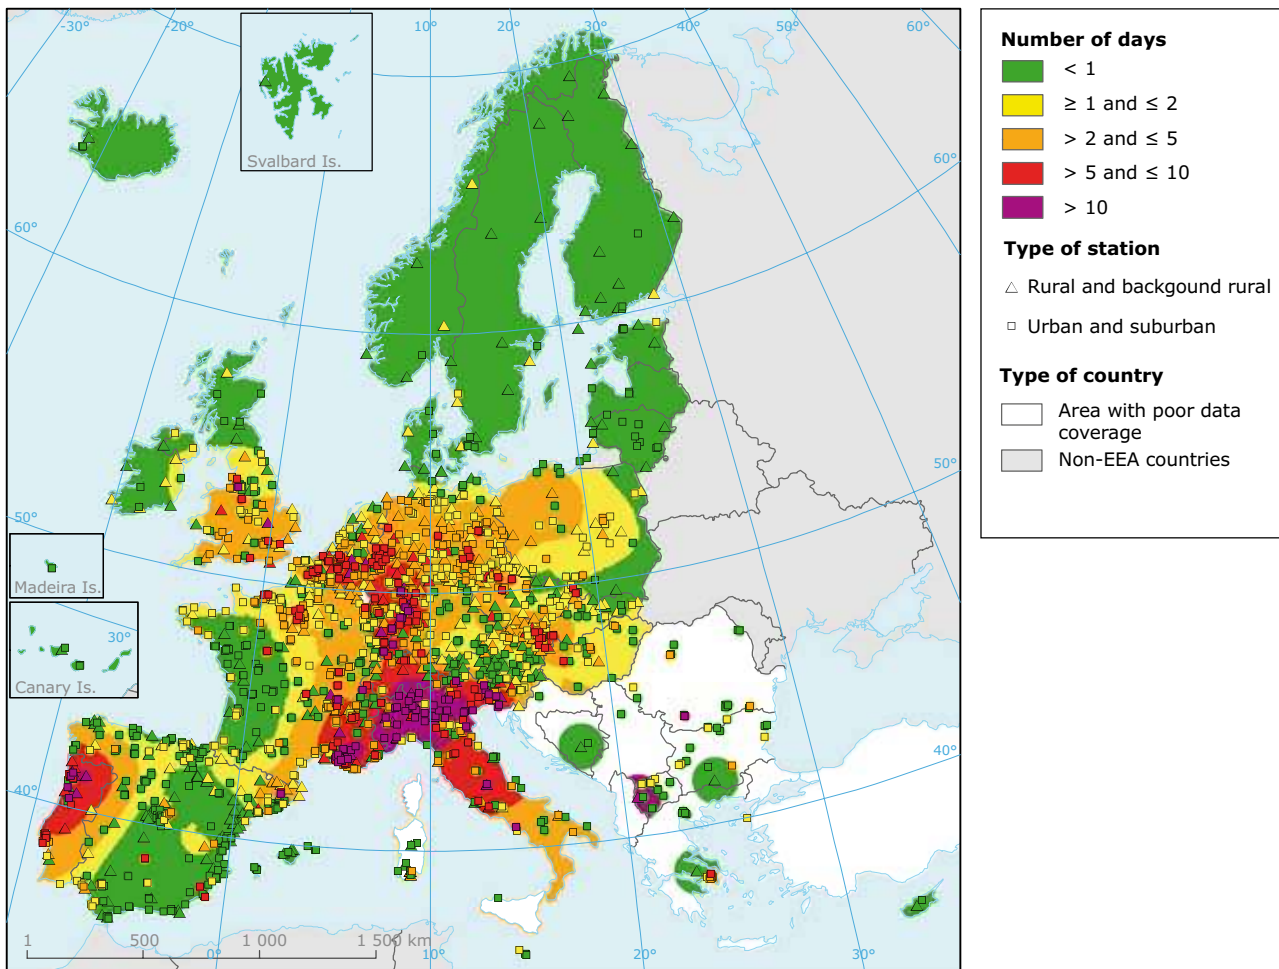 -30°
-20°
10°
20°
30°
40°
50°
60°
Svalbard Is.
60°
60°
50°
50°
40°
40°
Madeira Is.
30°
Canary Is.
1
500
1 000
1 500 km
0°
10°
20°
30°
Number of days
< 1
≥ 1 and ≤ 2
> 2 and ≤ 5
> 5 and ≤ 10
> 10
Type of station
Rural and backgound rural
Urban and suburban
Type of country
Area with poor data
coverage
Non-EEA countries